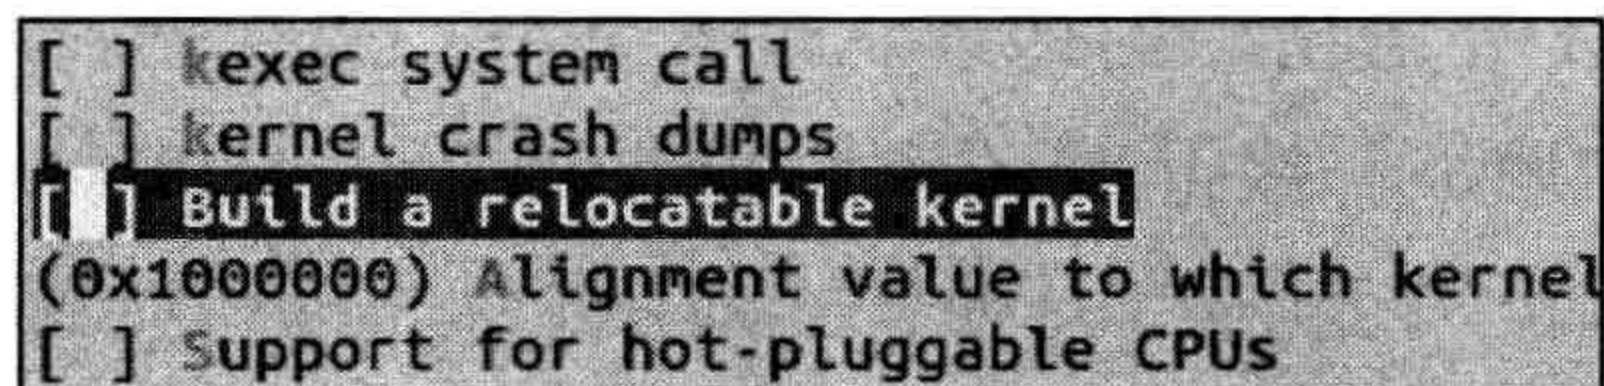 [ ] kexec system call
[ ] kernel crash dumps
[ ] Build a relocatable kernel
(0x1000000) Alignment value to which kernel
[ ] Support for hot-pluggable CPUs